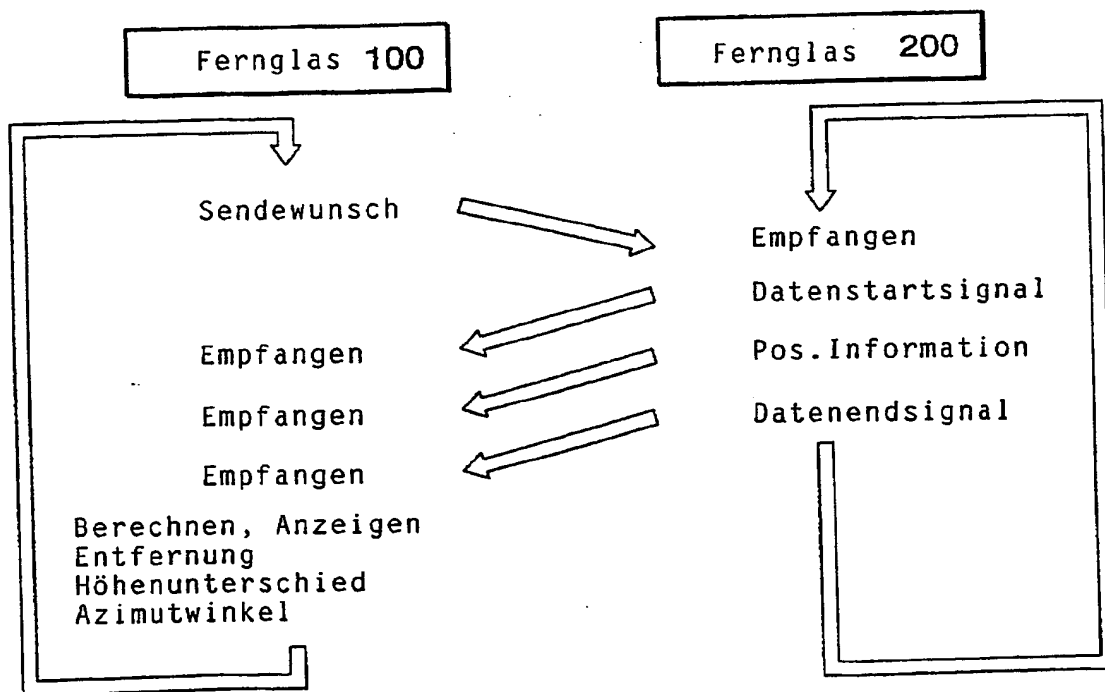 Fernglas 100
Fernglas 200
Sendewunsch
Empfangen
Datenstartsignal
Empfangen
Pos.Information
Empfangen
Datenendsignal
Empfangen
Berechnen, Anzeigen
Entfernung
Höhenunterschied
Azimutwinkel